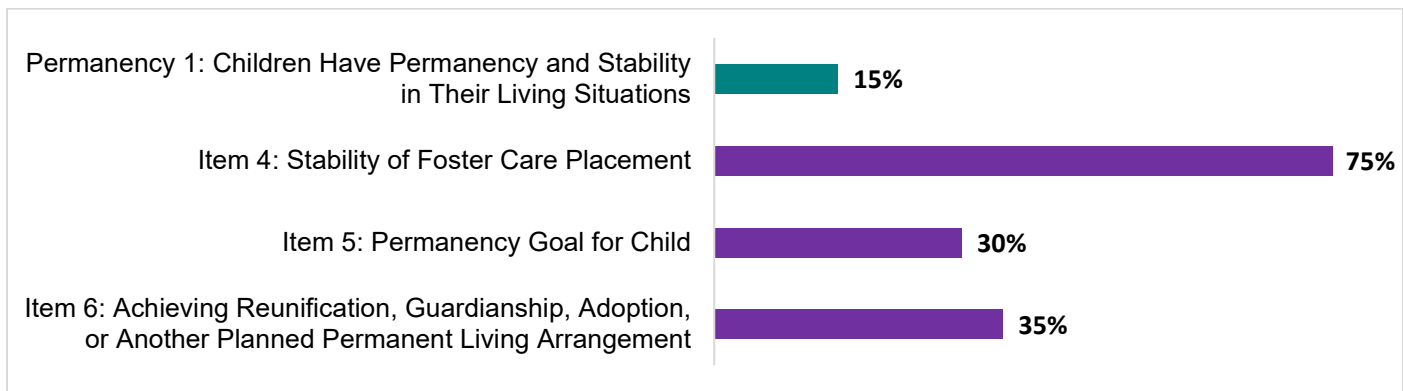 Permanency 1: Children Have Permanency and Stability
in Their Living Situations
15%
Item 4: Stability of Foster Care Placement
75%
Item 5: Permanency Goal for Child
30%
Item 6: Achieving Reunification, Guardianship, Adoption,
or Another Planned Permanent Living Arrangement
35%